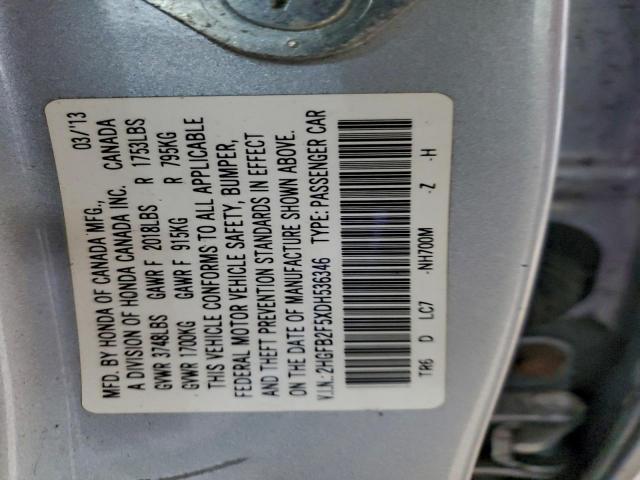 MFD. BY HONDA OF CANADA MFG., 03/'13
A DIVISION OF HONDA CANADA INC. CANADA
GVWR 3748LBS GAWR F 2018LBS R 1753LBS
GVWR 1700KG GAWR F 915KG R 795KG
THIS VEHICLE CONFORMS TO ALL APPLICABLE
FEDERAL MOTOR VEHICLE SAFETY, BUMPER,
AND THEFT PREVENTION STANDARDS IN EFFECT
ON THE DATE OF MANUFACTURE SHOWN ABOVE.
V.I.N.: 2HGFB2F5XDH536346 TYPE: PASSENGER CAR
TR6 D LC7 -NH700M -Z -H